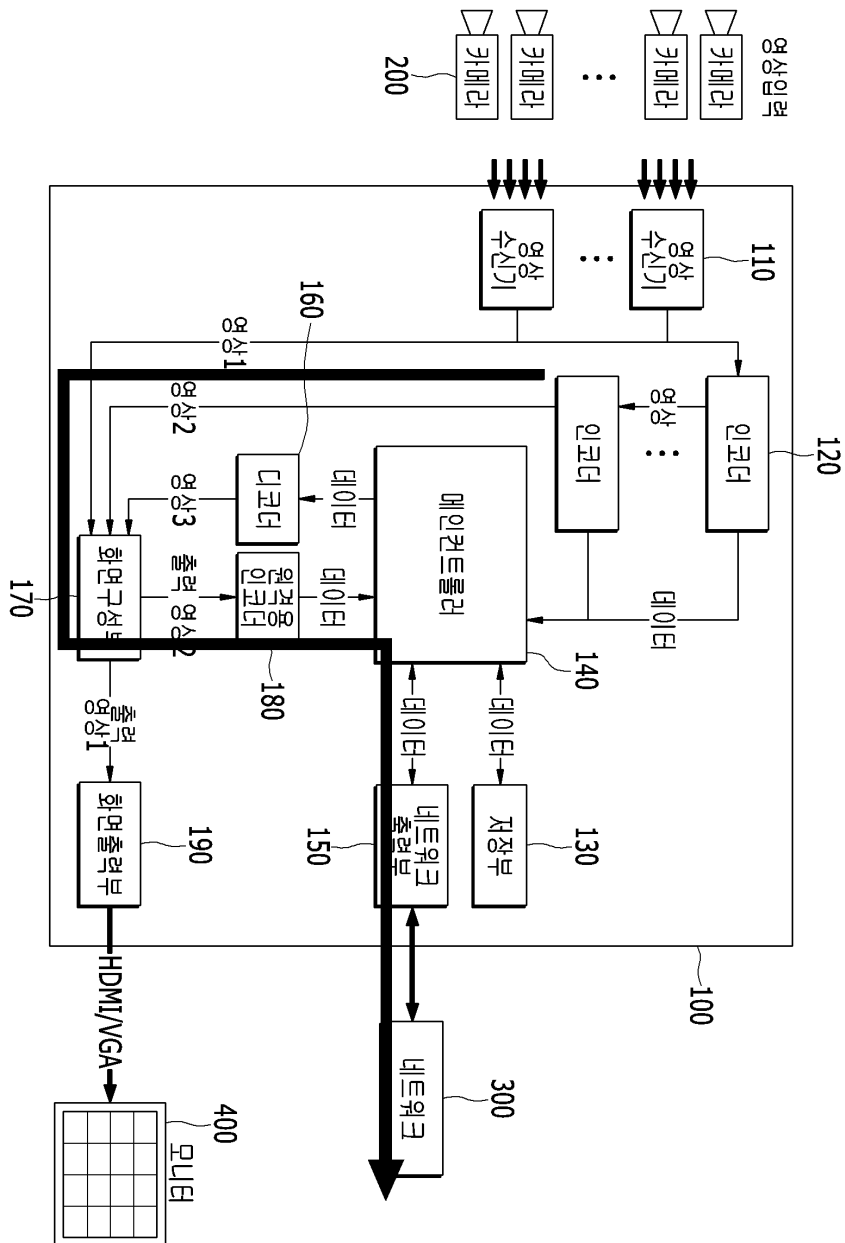 영상입력
카메라
카메라
카메라
카메라
200
110
영상
수신기
영상
수신기
120
인코더
영상
인코더
데이터
100
메인컨트롤러
140
데이터
데이터
저장부
130
네트워크
출력부
150
네트워크
300
160
데이터
디코더
데이터
원격용
인코더
180
영상1
영상2
영상3
출력
영상2
화면구성부
170
출력
영상1
화면출력부
190
HDMI/VGA
400
모니터